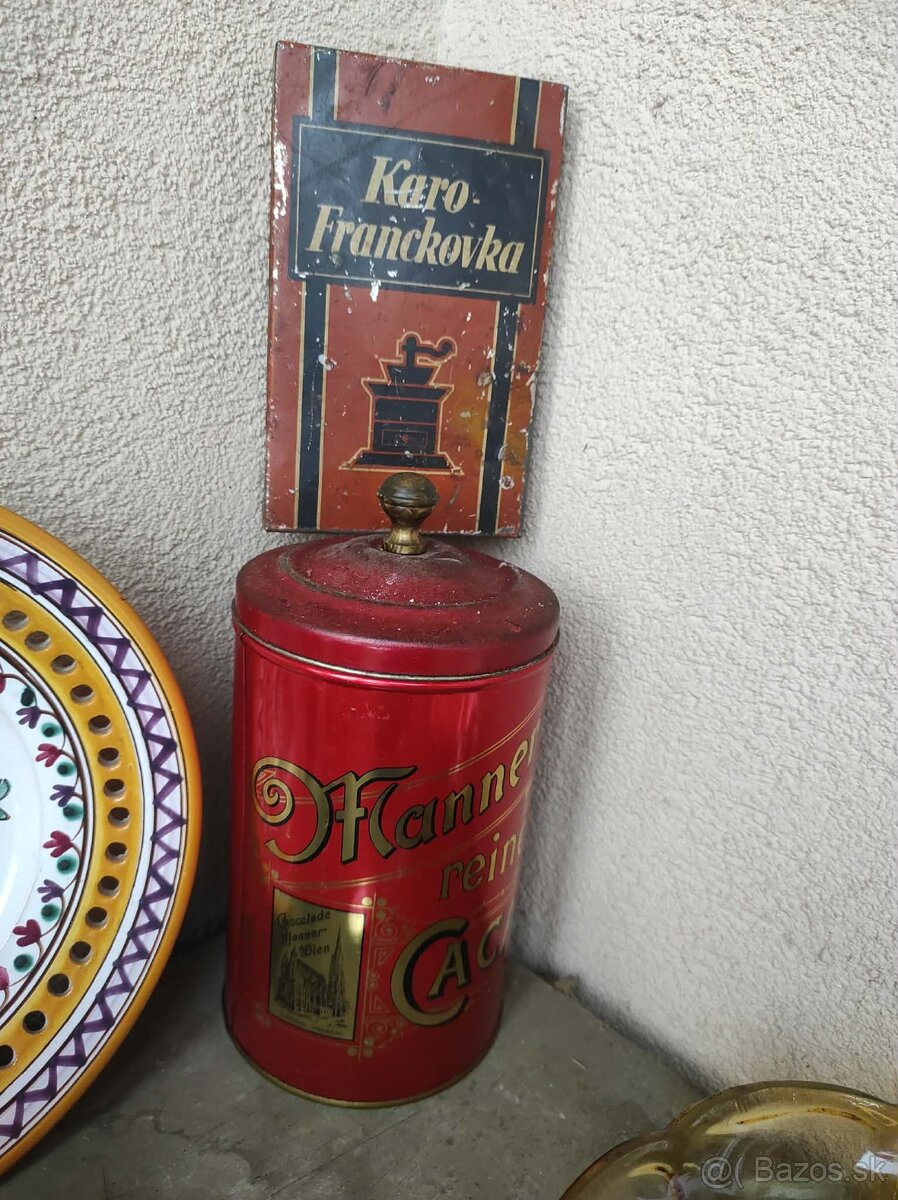 Karo-
Franckovka
Manner
rein
Cac
Chocolade
Manner
Wien
@( Bazos.sk